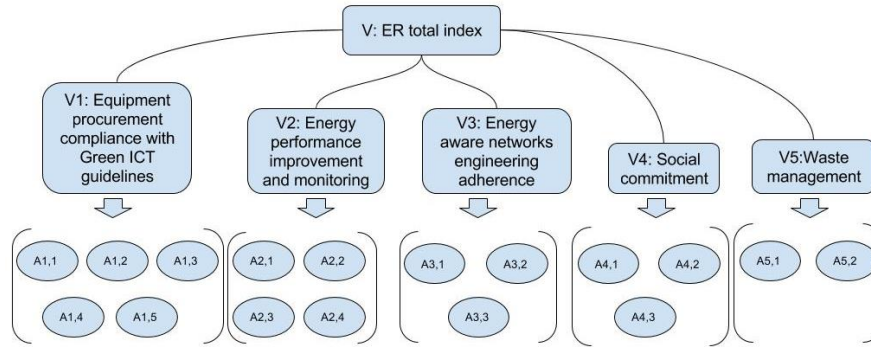 V: ER total index
V1: Equipment
procurement
compliance with
Green ICT
guidelines
V2: Energy
performance
improvement
and monitoring
V3: Energy
aware networks
engineering
adherence
V4: Social
commitment
V5:Waste
management
A1,1 A1,2 A1,3
A1,4 A1,5
A2,1 A2,2
A2,3 A2,4
A3,1 A3,2
A3,3
A4,1 A4,2
A4,3
A5,1 A5,2